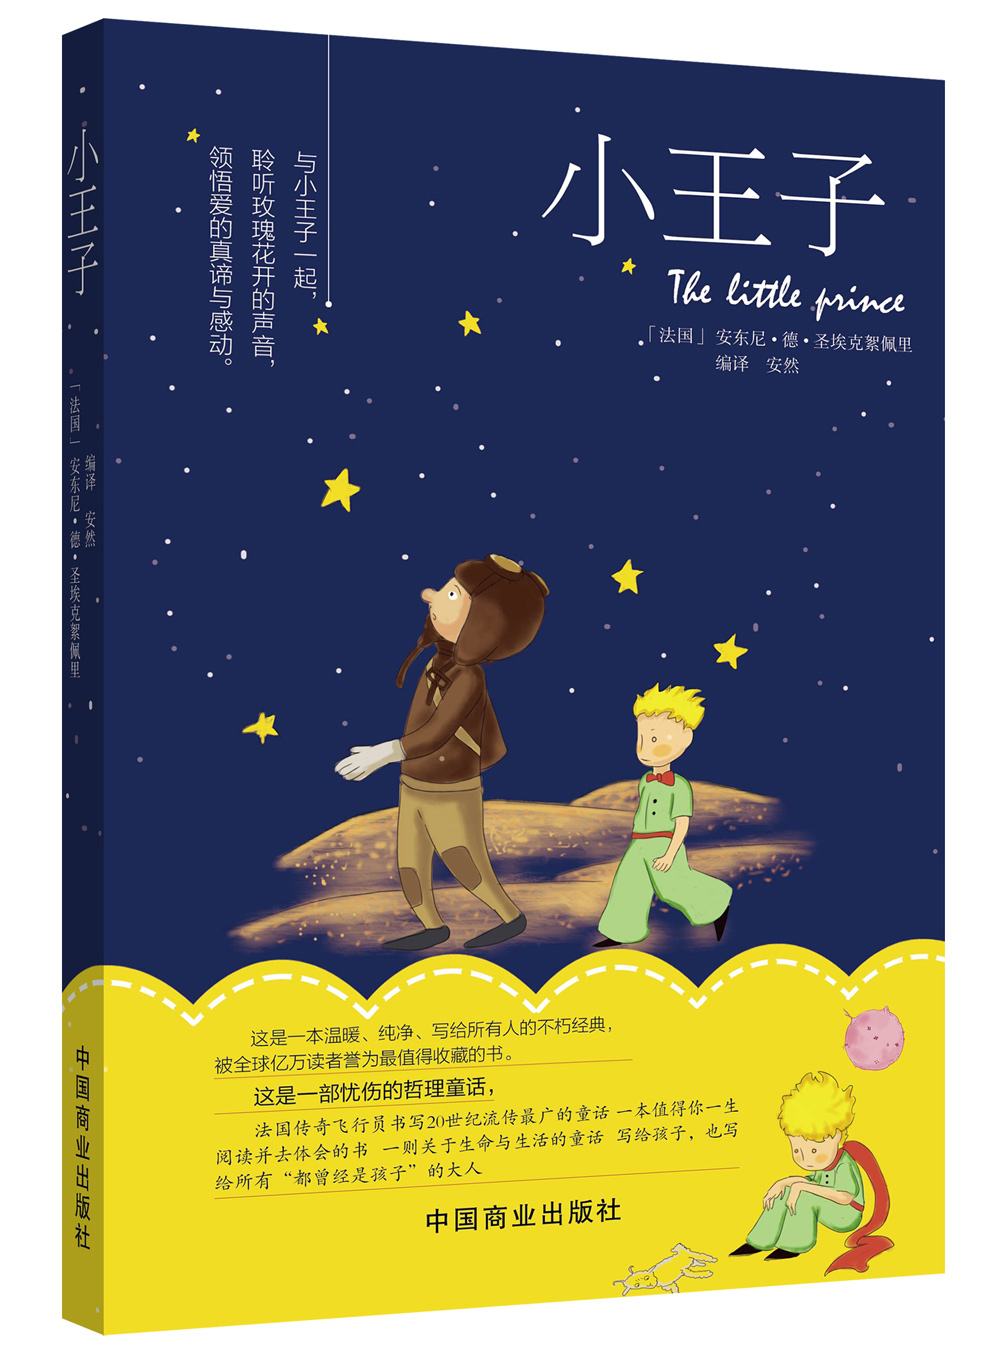 小王子
The little prince
「法国」 安东尼·德·圣埃克絮佩里
编译 安然
与小王子一起，
聆听玫瑰花开的声音，
领悟爱的真谛与感动。
这是一本温暖、纯净、写给所有人的不朽经典，
被全球亿万读者誉为最值得收藏的书。
这是一部忧伤的哲理童话，
法国传奇飞行员书写20世纪流传最广的童话 一本值得你一生
阅读并去体会的书 一则关于生命与生活的童话 写给孩子，也写
给所有“都曾经是孩子”的大人
中国商业出版社
小王子
「法国」 安东尼·德·圣埃克絮佩里
编译 安然
中国商业出版社